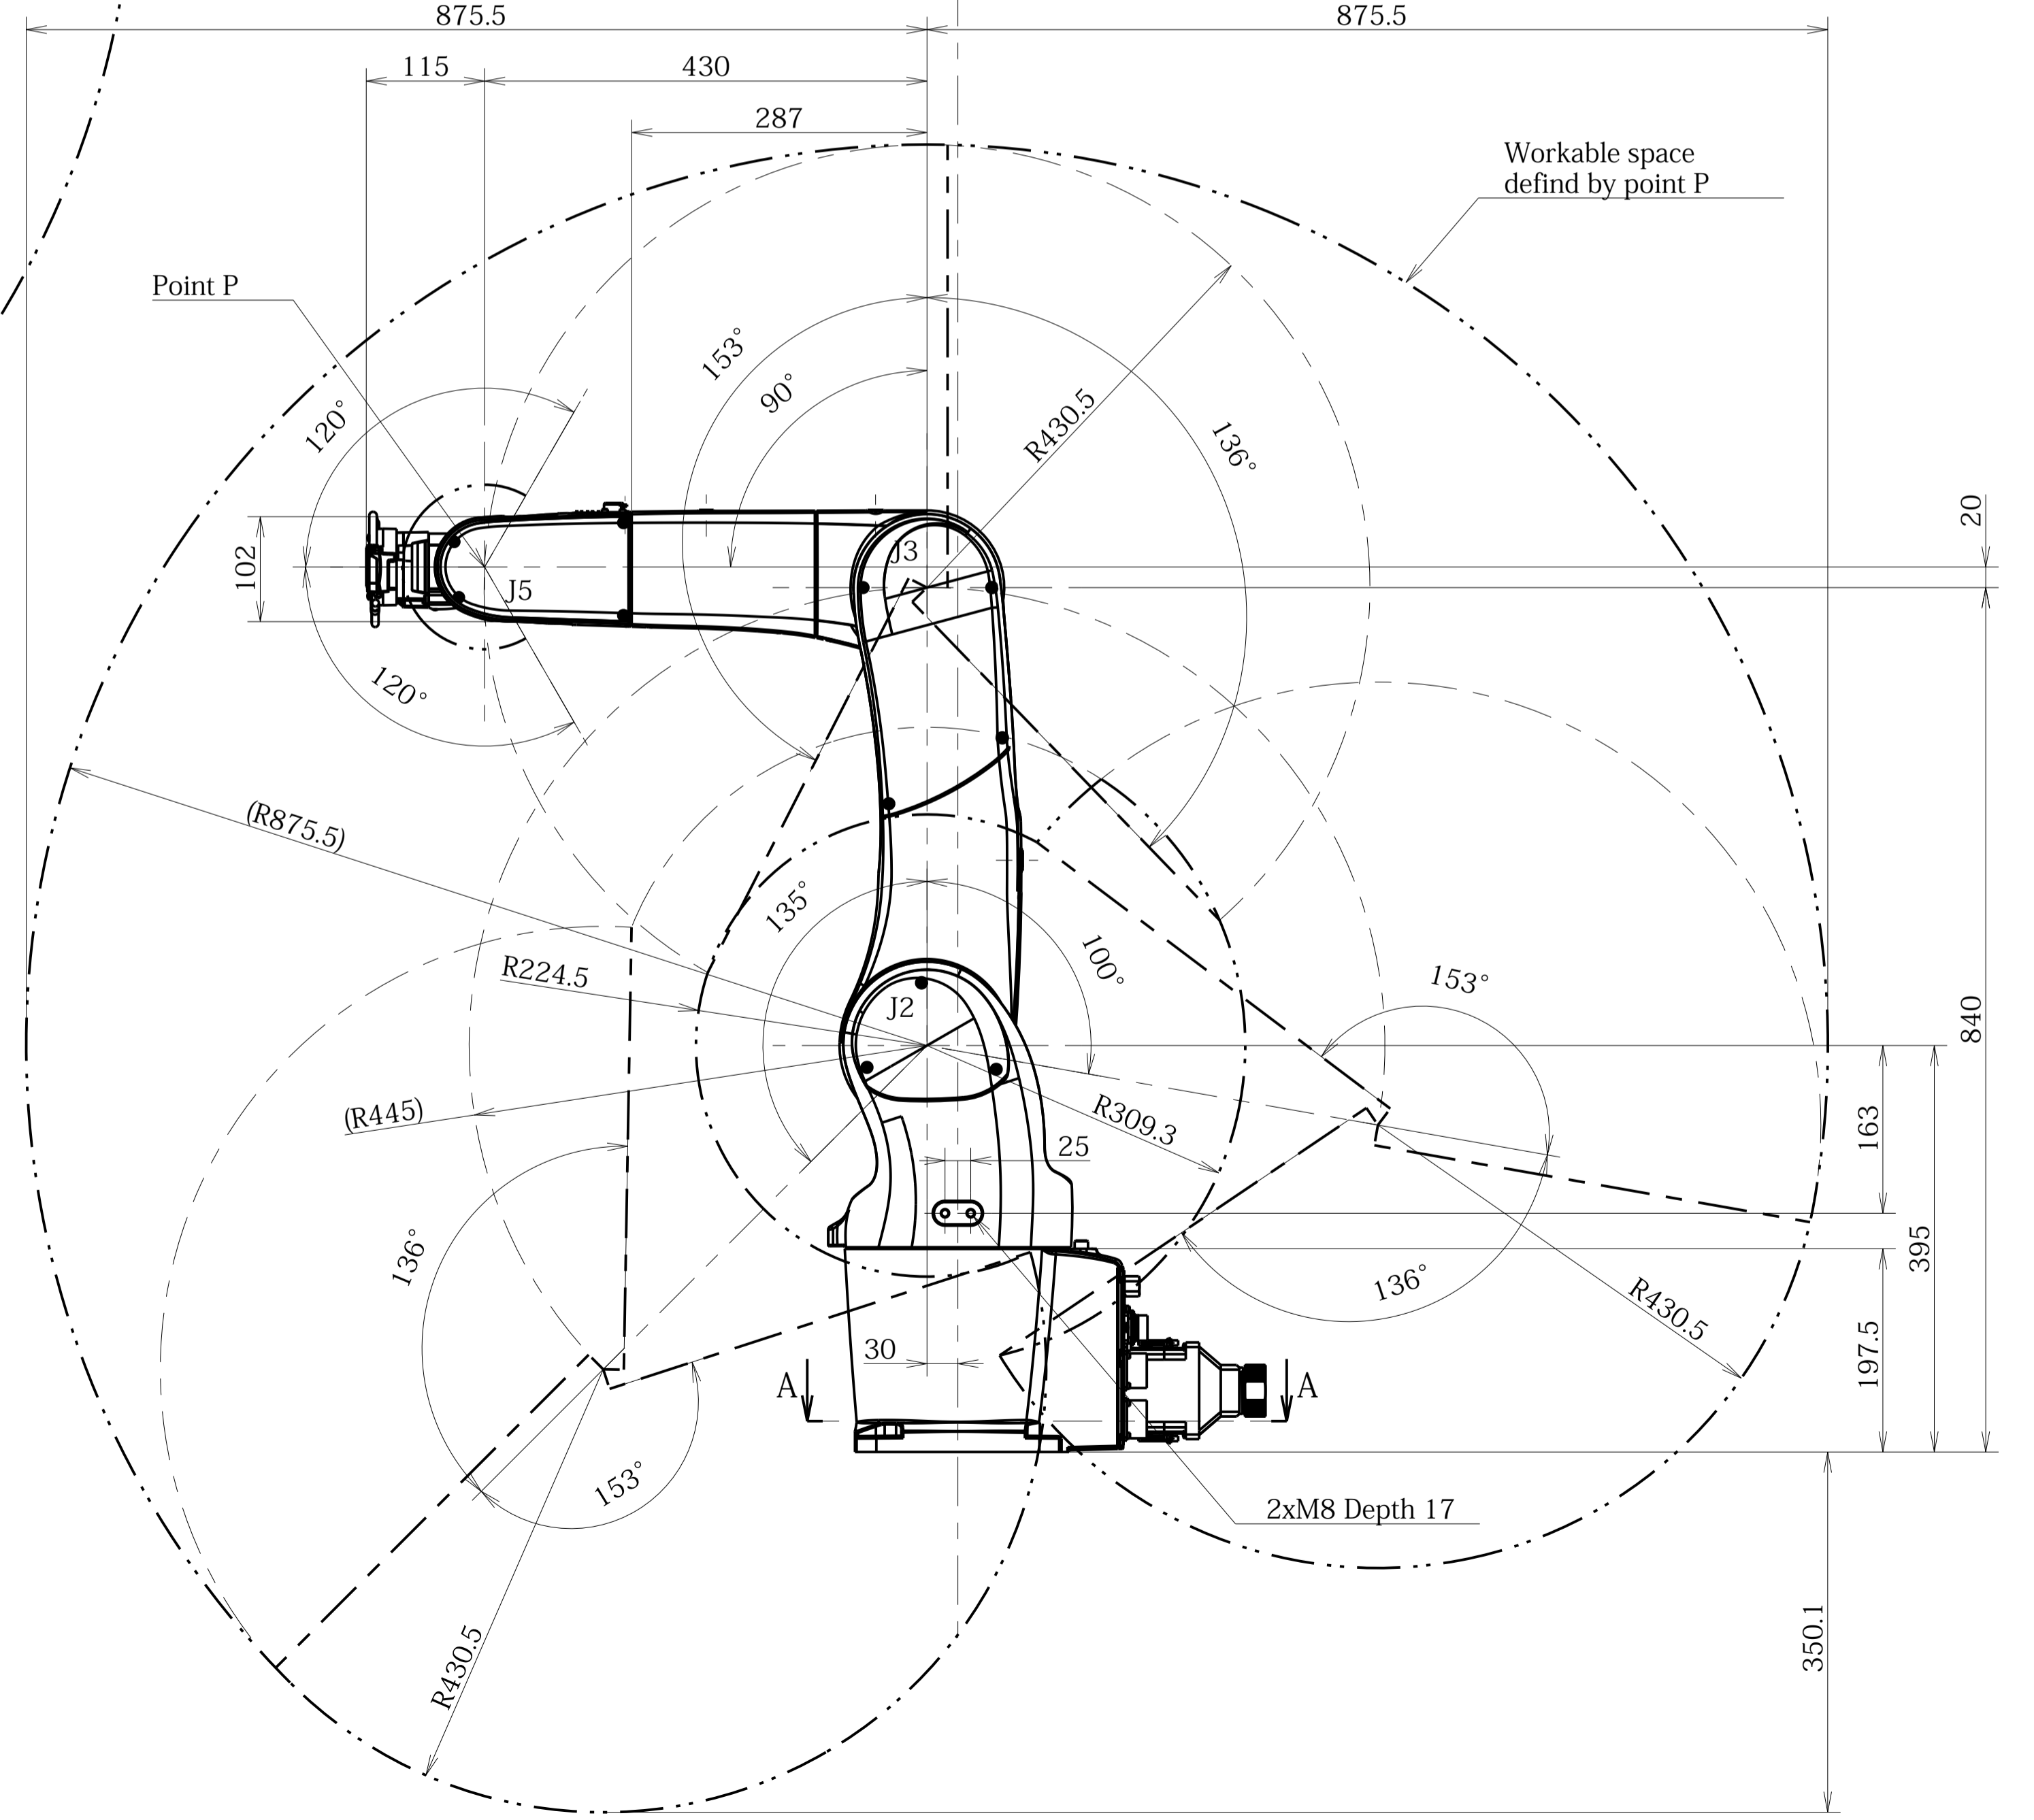 875.5
875.5
115
430
287
Workable space
defind by point P
Point P
153°
90°
120°
R430.5
136°
20
J3
102
J5
120°
(R875.5)
135°
100°
R224.5
153°
J2
840
(R445)
R309.3
163
25
136°
395
136°
R430.5
30
197.5
A
A
153°
2xM8 Depth 17
350.1
R430.5